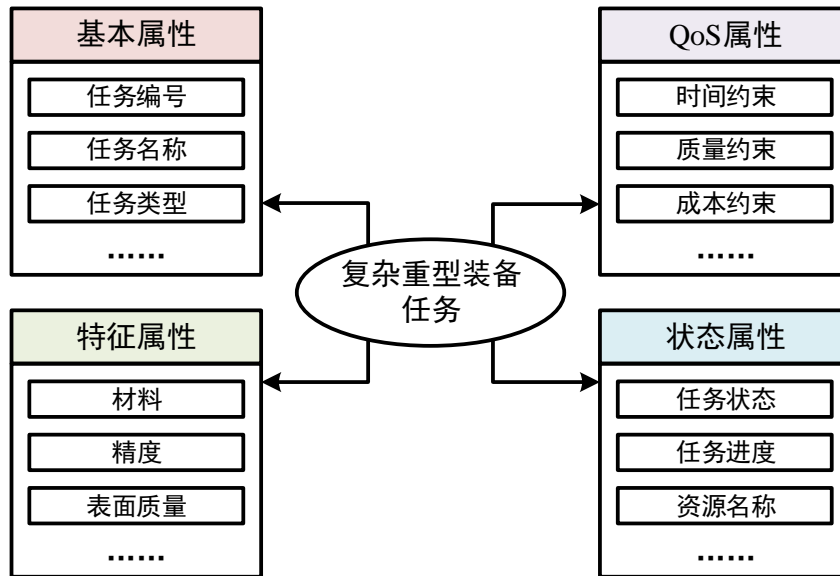 基本属性
任务编号
任务名称
任务类型
……
QoS属性
时间约束
质量约束
成本约束
……
复杂重型装备
任务
特征属性
材料
精度
表面质量
……
状态属性
任务状态
任务进度
资源名称
……